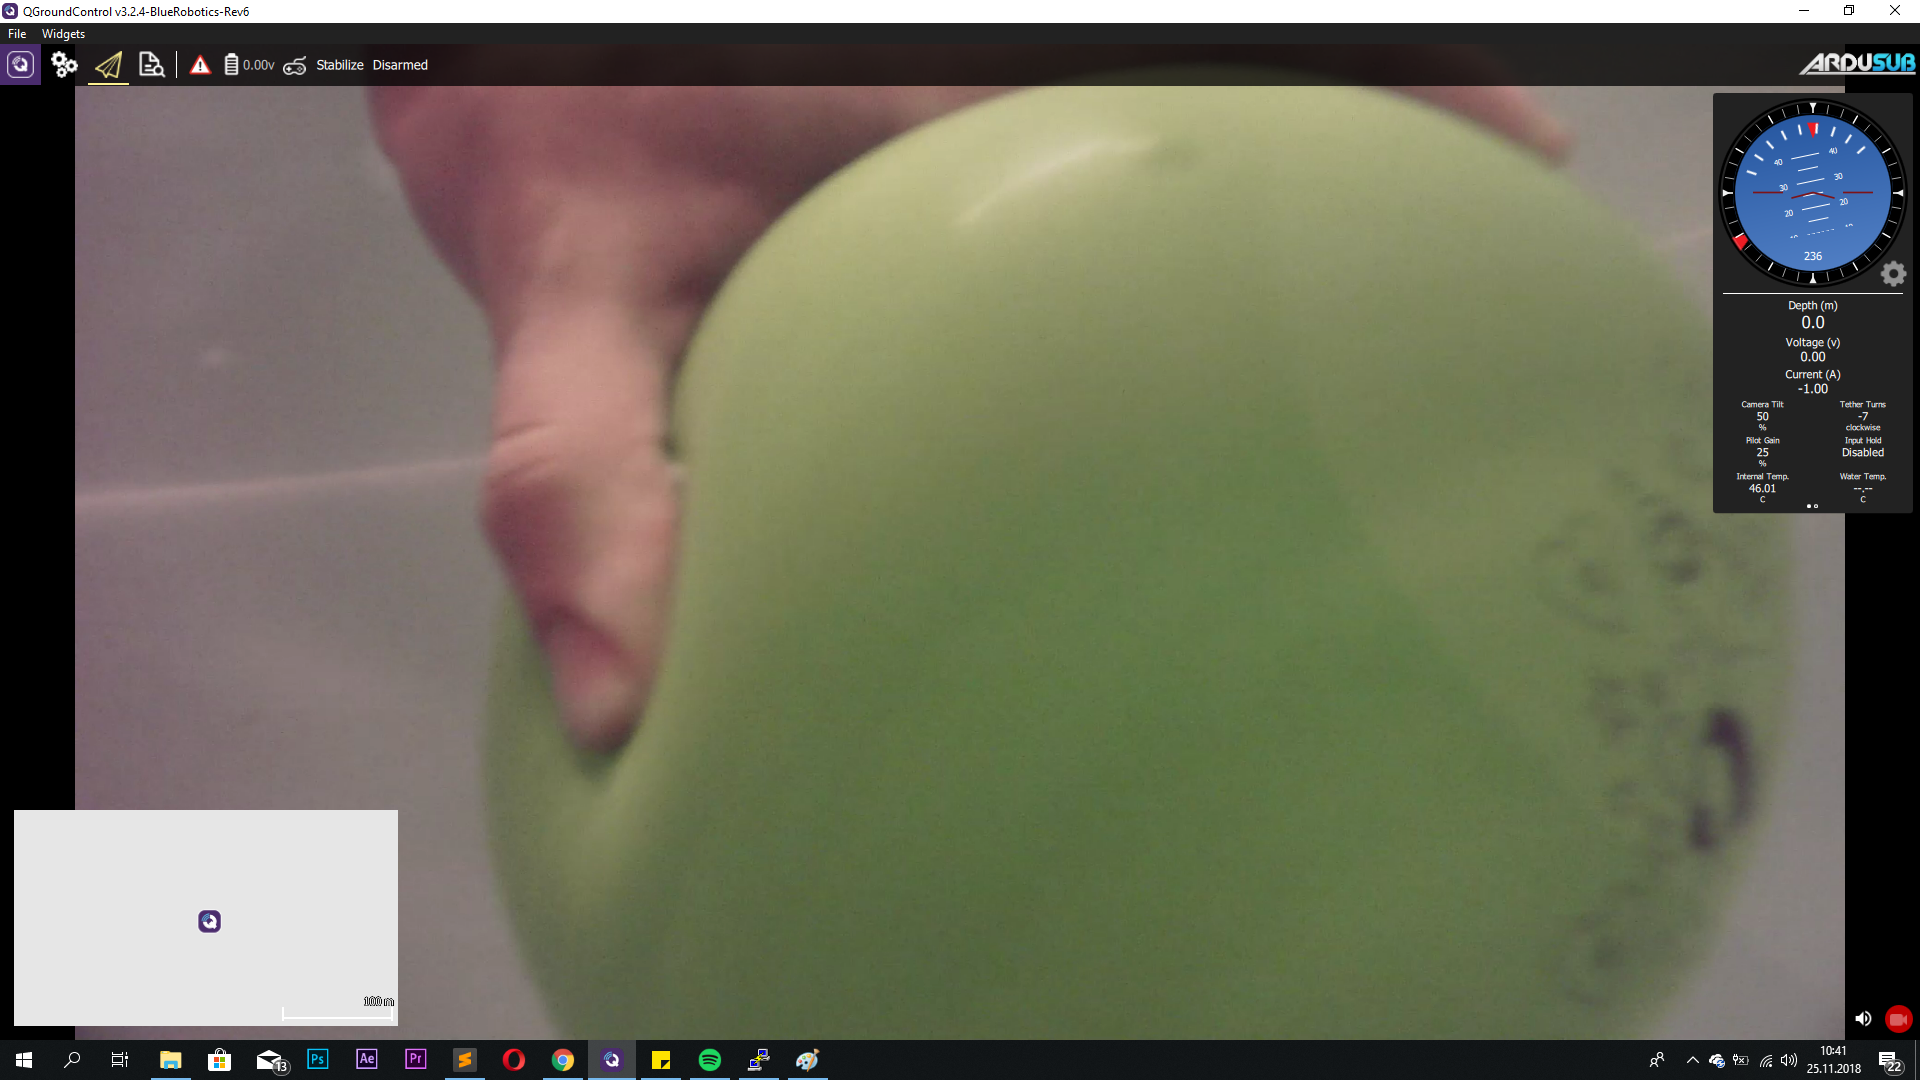 QGroundControl v3.2.4-BlueRobotics-Rev6
File Widgets
0.00v Stabilize Disarmed
ARDUSUB
40 40
30 30
20 20
236
Depth (m)
0.0
Voltage (v)
0.00
Current (A)
-1.00
Camera Tilt Tether Turns
50 -7
% clockwise
Pilot Gain Input Hold
25 Disabled
%
Internal Temp. Water Temp.
46.01 --.--
C C
100 m
13 Ps Ae Pr
10:41
25.11.2018
22